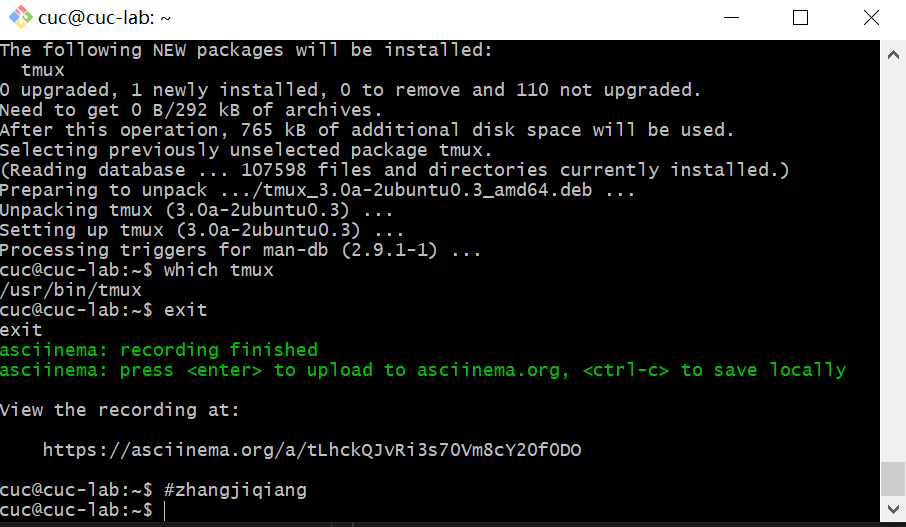 cuc@cuc-lab: ~
The following NEW packages will be installed:
  tmux
0 upgraded, 1 newly installed, 0 to remove and 110 not upgraded.
Need to get 0 B/292 kB of archives.
After this operation, 765 kB of additional disk space will be used.
Selecting previously unselected package tmux.
(Reading database ... 107598 files and directories currently installed.)
Preparing to unpack .../tmux_3.0a-2ubuntu0.3_amd64.deb ...
Unpacking tmux (3.0a-2ubuntu0.3) ...
Setting up tmux (3.0a-2ubuntu0.3) ...
Processing triggers for man-db (2.9.1-1) ...
cuc@cuc-lab:~$ which tmux
/usr/bin/tmux
cuc@cuc-lab:~$ exit
exit
asciinema: recording finished
asciinema: press <enter> to upload to asciinema.org, <ctrl-c> to save locally
View the recording at:
    https://asciinema.org/a/tLhckQJvRi3s70Vm8cY20f0DO
cuc@cuc-lab:~$ #zhangjiqiang
cuc@cuc-lab:~$